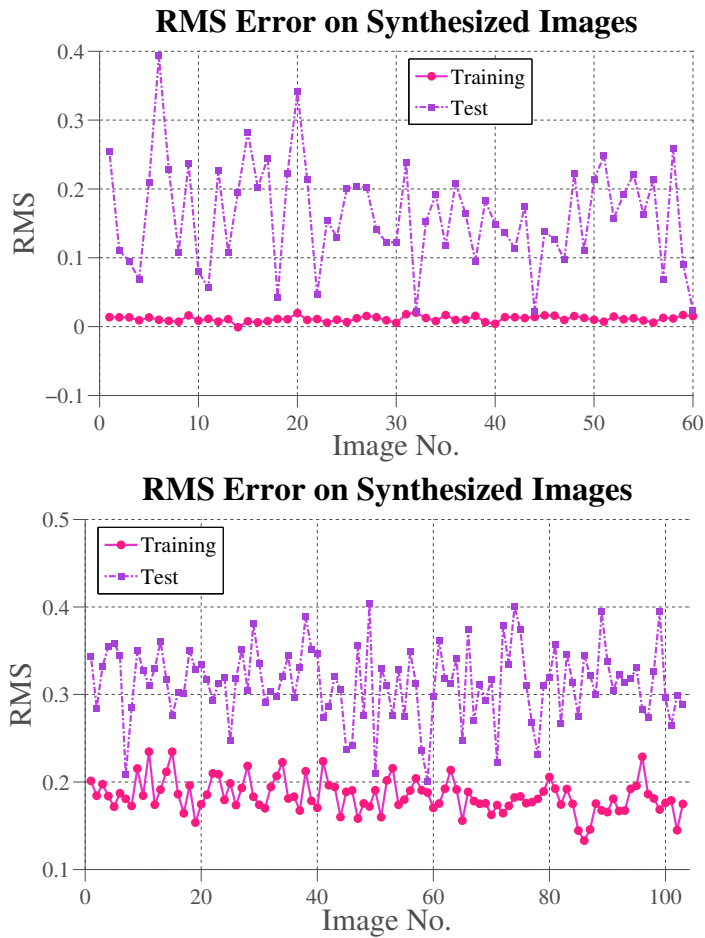 RMS Error on Synthesized Images
0.4
0.3
0.2
0.1
0
−0.1
RMS
Training
Test
0 10 20 30 40 50 60
Image No.
RMS Error on Synthesized Images
0.5
0.4
0.3
0.2
0.1
RMS
Training
Test
0 20 40 60 80 100
Image No.